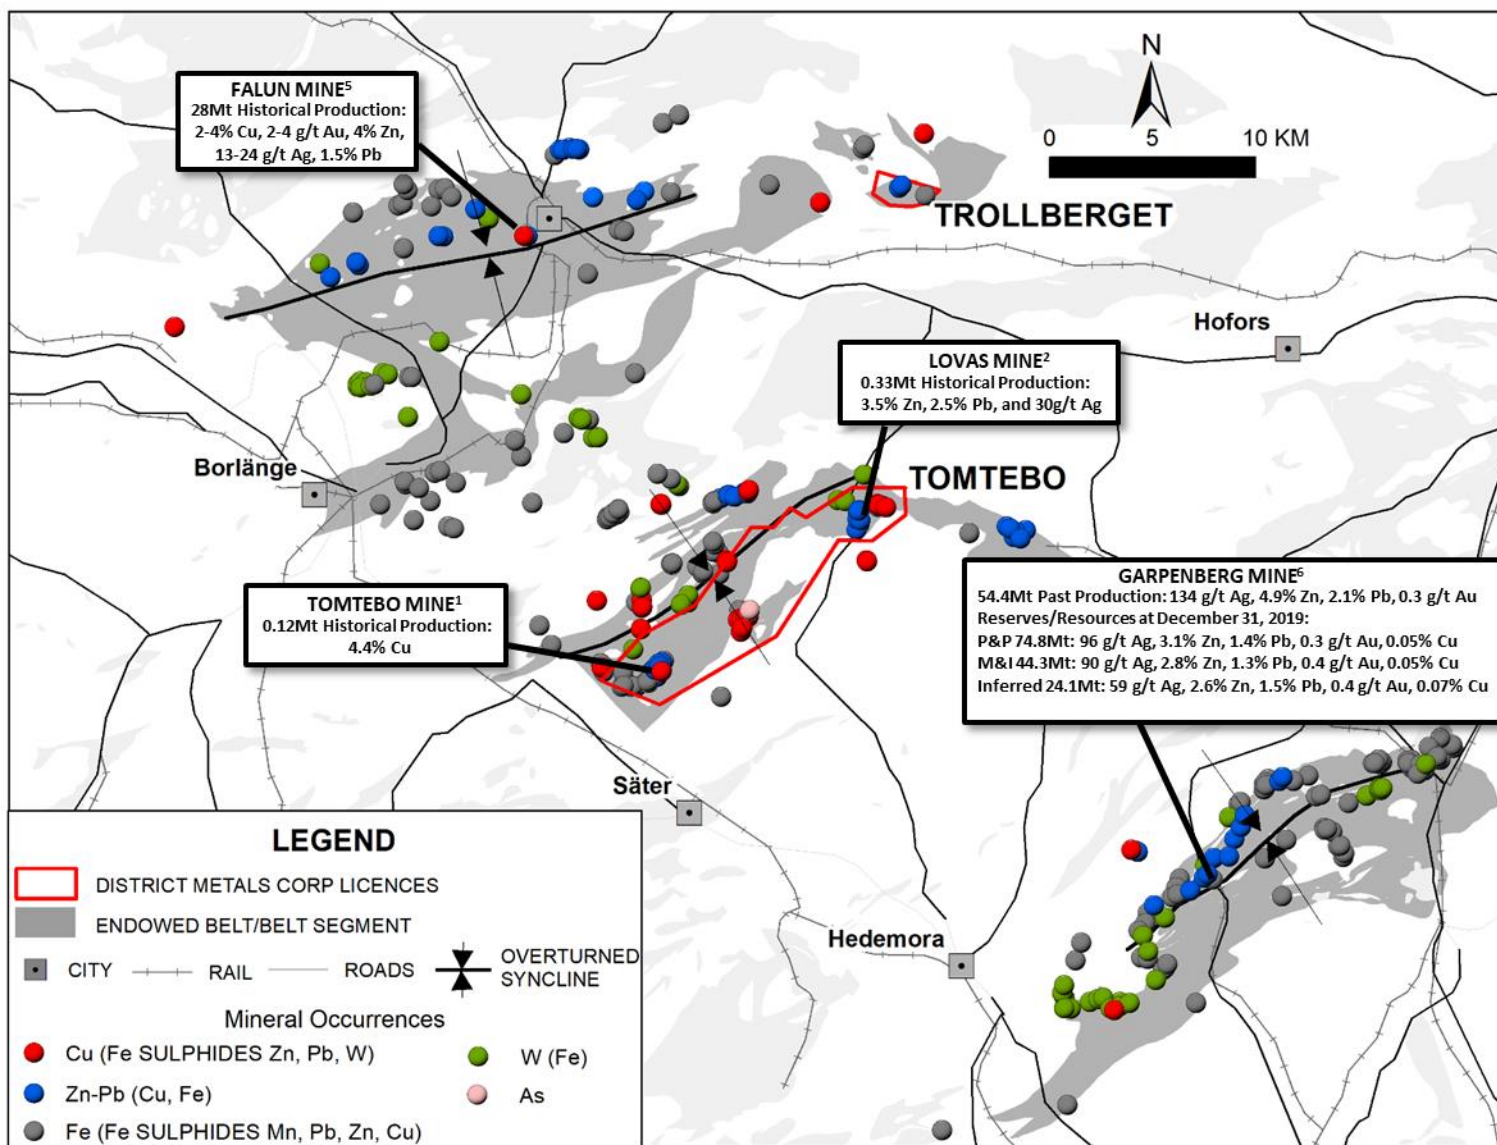 FALUN MINE⁵
28Mt Historical Production:
2-4% Cu, 2-4 g/t Au, 4% Zn,
13-24 g/t Ag, 1.5% Pb
N
0 5 10 KM
TROLLBERGET
Hofors
LOVAS MINE²
0.33Mt Historical Production:
3.5% Zn, 2.5% Pb, and 30g/t Ag
Borlänge
TOMTEBO
TOMTEBO MINE¹
0.12Mt Historical Production:
4.4% Cu
GARPENBERG MINE⁶
54.4Mt Past Production: 134 g/t Ag, 4.9% Zn, 2.1% Pb, 0.3 g/t Au
Reserves/Resources at December 31, 2019:
P&P 74.8Mt: 96 g/t Ag, 3.1% Zn, 1.4% Pb, 0.3 g/t Au, 0.05% Cu
M&I 44.3Mt: 90 g/t Ag, 2.8% Zn, 1.3% Pb, 0.4 g/t Au, 0.05% Cu
Inferred 24.1Mt: 59 g/t Ag, 2.6% Zn, 1.5% Pb, 0.4 g/t Au, 0.07% Cu
Säter
Hedemora
LEGEND
DISTRICT METALS CORP LICENCES
ENDOWED BELT/BELT SEGMENT
CITY
RAIL
ROADS
OVERTURNED
SYNCLINE
Mineral Occurrences
Cu (Fe SULPHIDES Zn, Pb, W)
W (Fe)
Zn-Pb (Cu, Fe)
As
Fe (Fe SULPHIDES Mn, Pb, Zn, Cu)